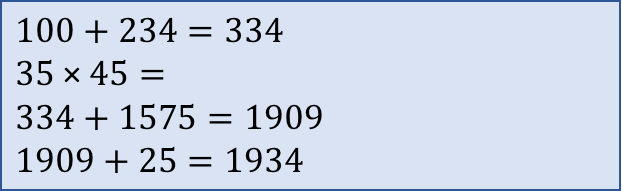 100 + 234 = 334
35 × 45 =
334 + 1575 = 1909
1909 + 25 = 1934